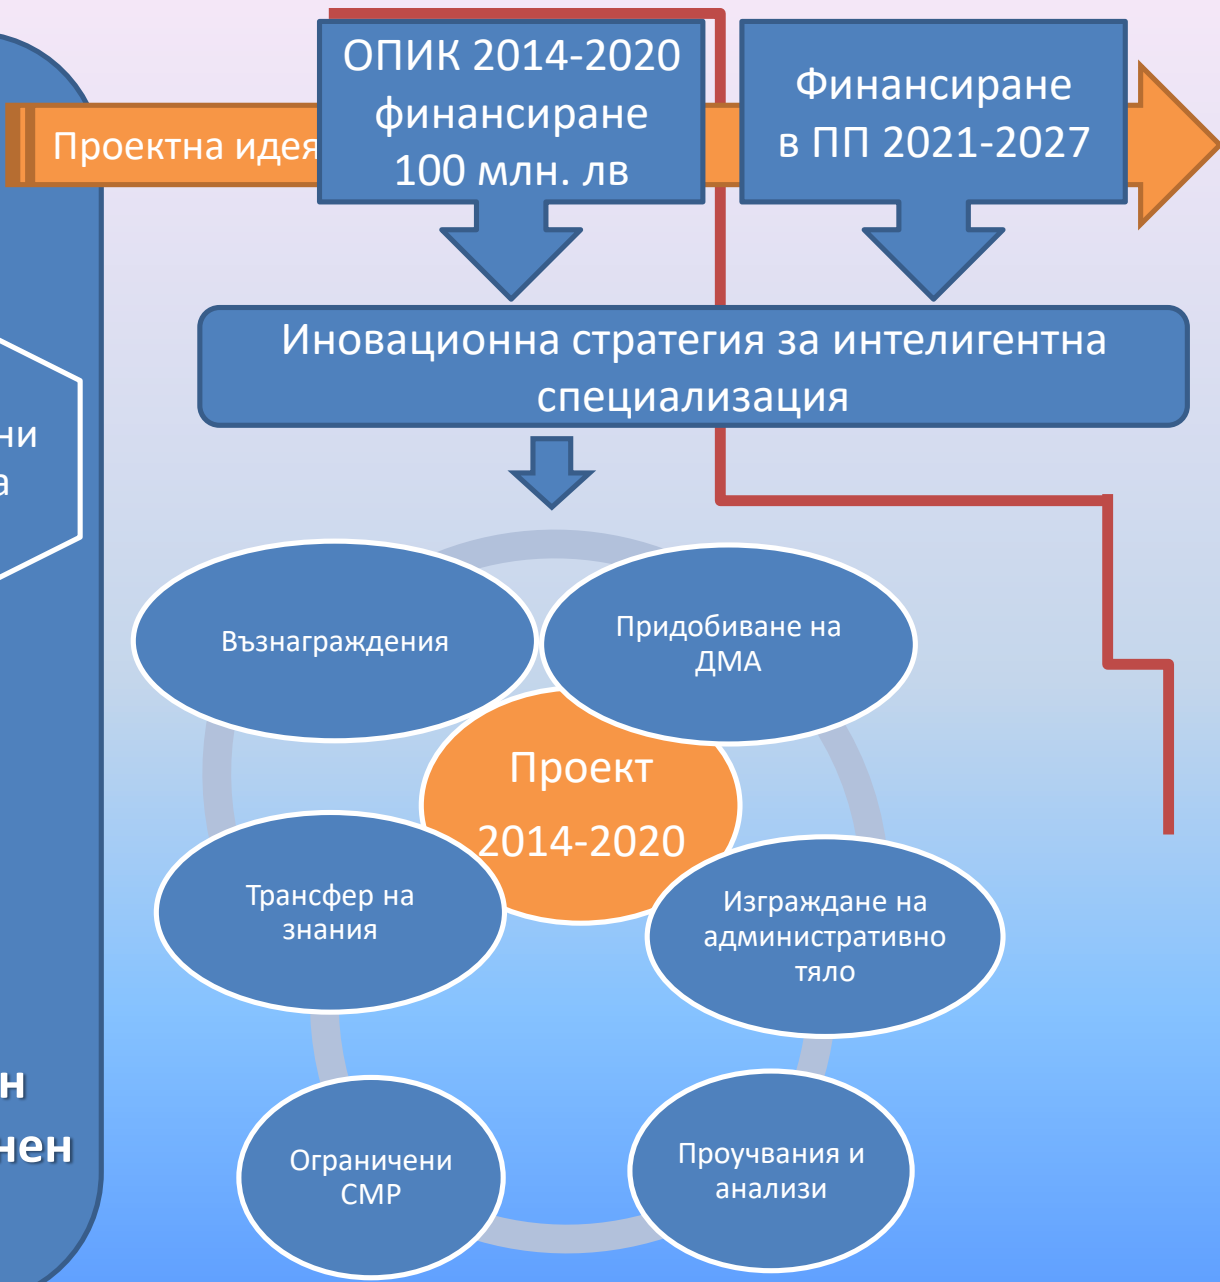 Проектна идея
ОПИК 2014-2020
финансиране
100 млн. лв
Финансиране
в ПП 2021-2027
Иновационна стратегия за интелигентна
специализация
Възнаграждения
Придобиване на
ДМА
Проект
2014-2020
Трансфер на
знания
Изграждане на
административно
тяло
Ограничени
СМР
Проучвания и
анализи